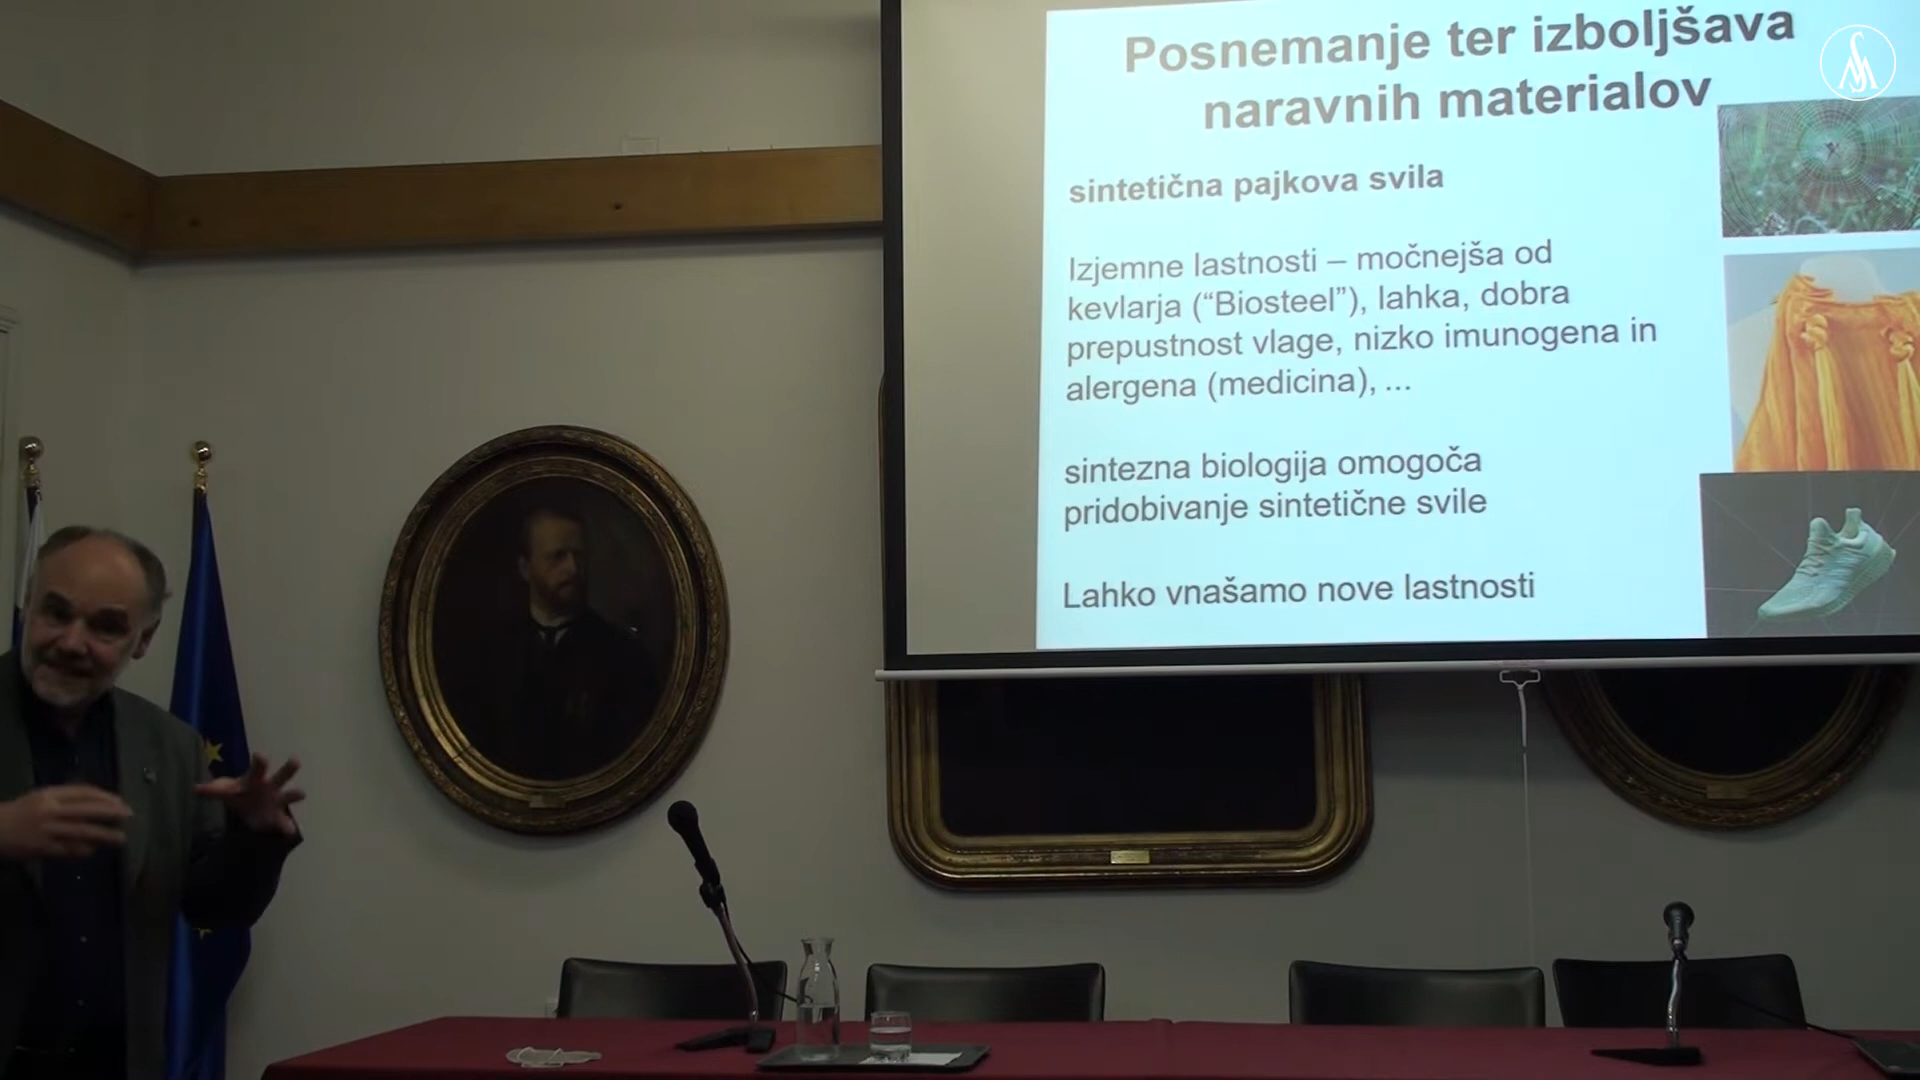 Posnemanje ter izboljšava
naravnih materialov
sintetična pajkova svila
Izjemne lastnosti – močnejša od
kevlarja (“Biosteel”), lahka, dobra
prepustnost vlage, nizko imunogena in
alergena (medicina), ...
sintezna biologija omogoča
pridobivanje sintetične svile
Lahko vnašamo nove lastnosti